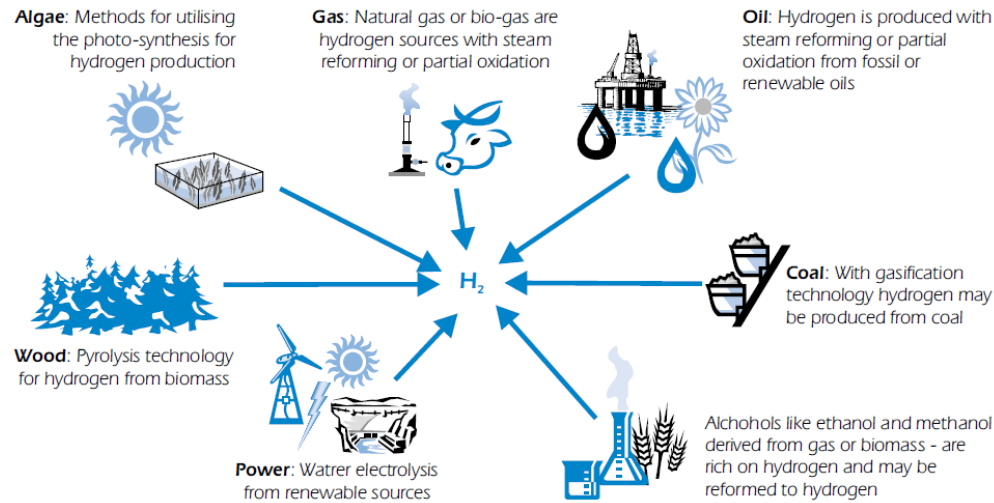 Algae: Methods for utilising
the photo-synthesis for
hydrogen production
Gas: Natural gas or bio-gas are
hydrogen sources with steam
reforming or partial oxidation
Oil: Hydrogen is produced with
steam reforming or partial
oxidation from fossil or
renewable oils
H₂
Coal: With gasification
technology hydrogen may
be produced from coal
Wood: Pyrolysis technology
for hydrogen from biomass
Power: Watrer electrolysis
from renewable sources
Alchohols like ethanol and methanol
derived from gas or biomass - are
rich on hydrogen and may be
reformed to hydrogen